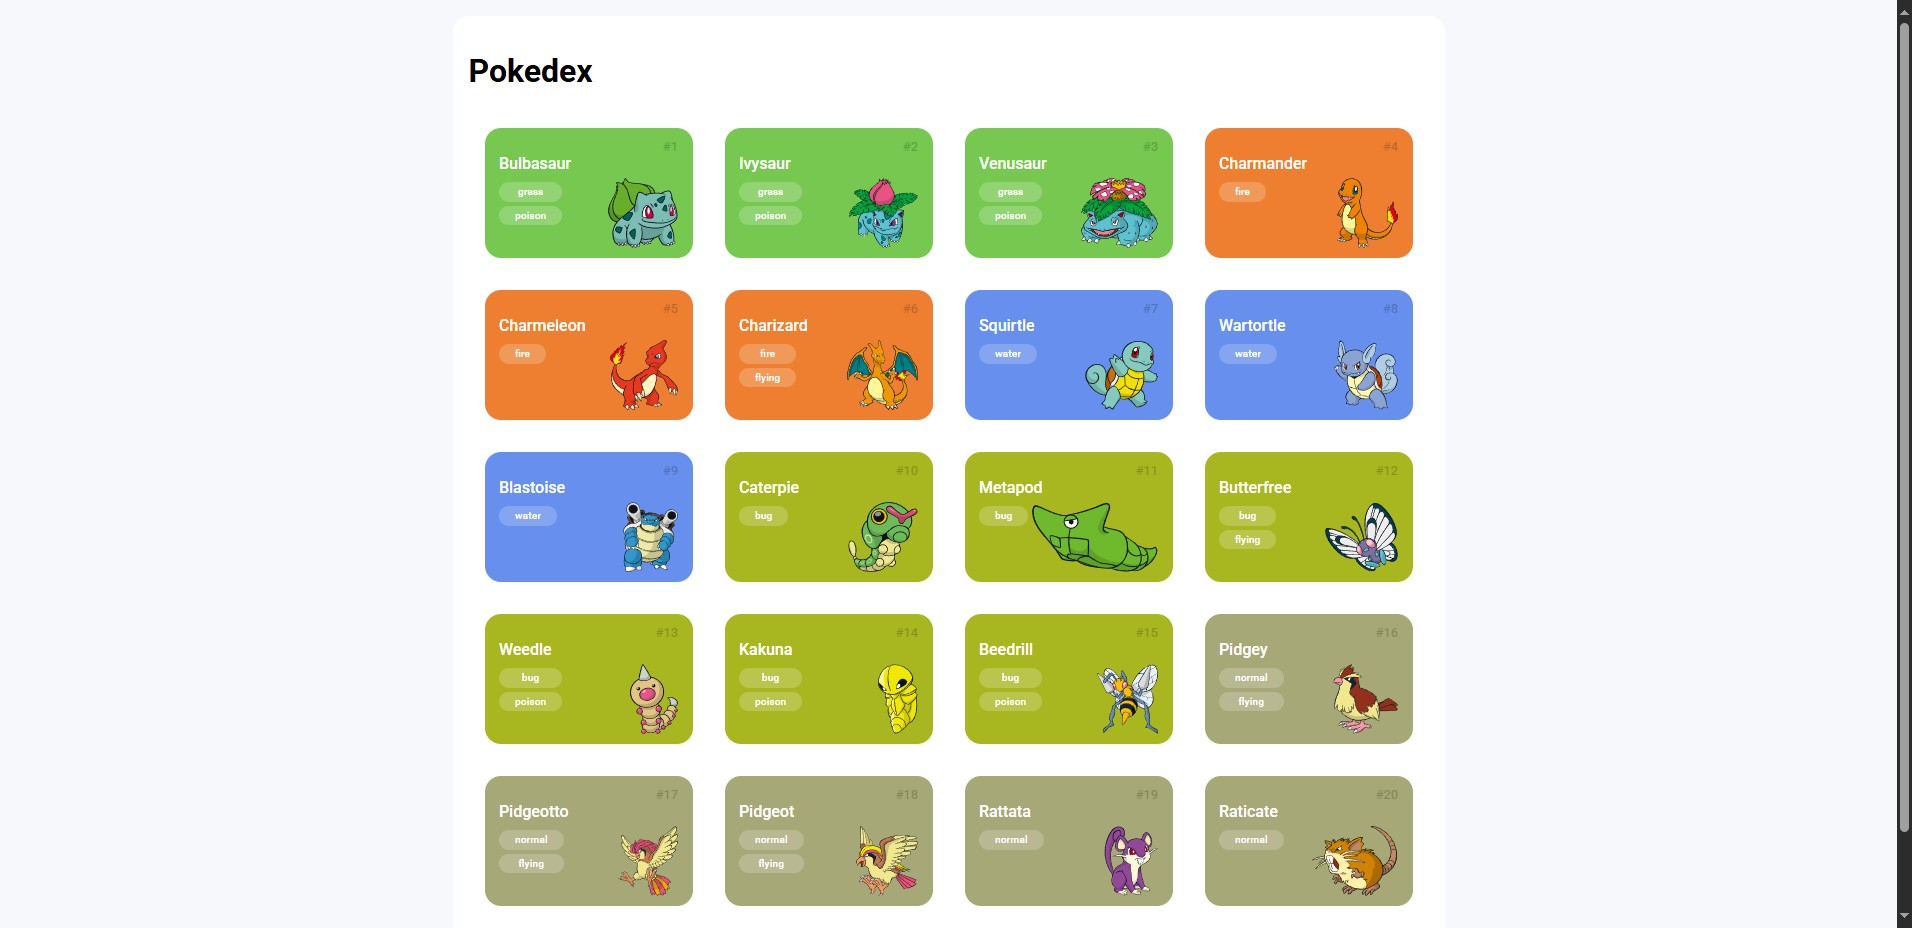 Pokedex
#1
Bulbasaur
grass
poison
#2
Ivysaur
grass
poison
#3
Venusaur
grass
poison
#4
Charmander
fire
#5
Charmeleon
fire
#6
Charizard
fire
flying
#7
Squirtle
water
#8
Wartortle
water
#9
Blastoise
water
#10
Caterpie
bug
#11
Metapod
bug
#12
Butterfree
bug
flying
#13
Weedle
bug
poison
#14
Kakuna
bug
poison
#15
Beedrill
bug
poison
#16
Pidgey
normal
flying
#17
Pidgeotto
normal
flying
#18
Pidgeot
normal
flying
#19
Rattata
normal
#20
Raticate
normal